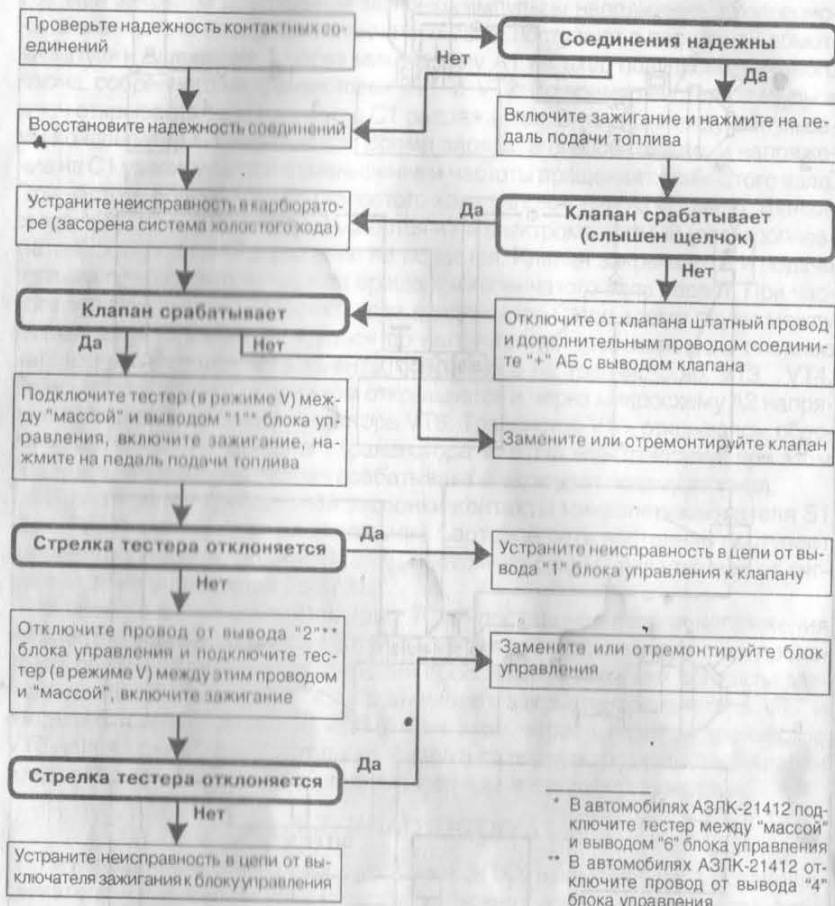 Проверьте надежность контактных со-
единений
Соединения надежны
Нет
Да
Восстановите надежность соединений
Включите зажигание и нажмите на пе-
даль подачи топлива
Устраните неисправность в карбюрато-
ре (засорена система холостого хода)
Да
Клапан срабатывает
(слышен щелчок)
Нет
Клапан срабатывает
Да
Нет
Отключите от клапана штатный провод
и дополнительным проводом соедини-
те "+" АБ с выводом клапана
Подключите тестер (в режиме V) меж-
ду "массой" и выводом "1"* блока уп-
равления, включите зажигание, на-
жмите на педаль подачи топлива
Замените или отремонтируйте клапан
Стрелка тестера отклоняется
Да
Нет
Устраните неисправность в цепи от вы-
вода "1" блока управления к клапану
Отключите провод от вывода "2"**
блока управления и подключите тес-
тер (в режиме V) между этим проводом
и "массой", включите зажигание
Замените или отремонтируйте блок
управления
Стрелка тестера отклоняется
Да
Нет
Устраните неисправность в цепи от вы-
ключателя зажигания к блоку управления
* В автомобилях АЗЛК-21412 под-
ключите тестер между "массой"
и выводом "6" блока управления
** В автомобилях АЗЛК-21412 от-
ключите провод от вывода "4"
блока управления